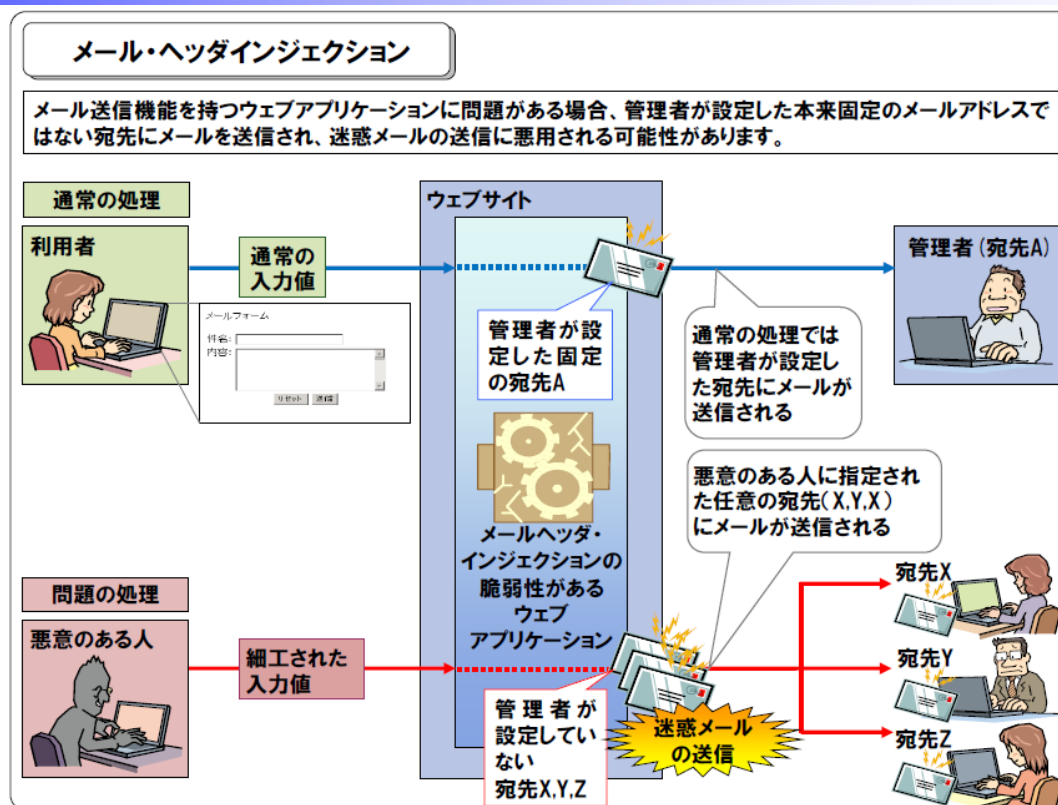 メール・ヘッダインジェクション
メール送信機能を持つウェブアプリケーションに問題がある場合、管理者が設定した本来固定のメールアドレスで
はない宛先にメールを送信され、迷惑メールの送信に悪用される可能性があります。
通常の処理
利用者
通常の
入力値
メールフォーム
件名:
内容:
リセット
送信
ウェブサイト
管理者が設
定した固定
の宛先A
管理者(宛先A)
通常の処理では
管理者が設定し
た宛先にメールが
送信される
メールヘッダ・
インジェクションの
脆弱性がある
ウェブ
アプリケーション
悪意のある人に指定され
た任意の宛先(X,Y,X)
にメールが送信される
問題の処理
悪意のある人
細工された
入力値
管理者が
設定してい
ない
宛先X,Y,Z
迷惑メール
の送信
宛先X
宛先Y
宛先Z